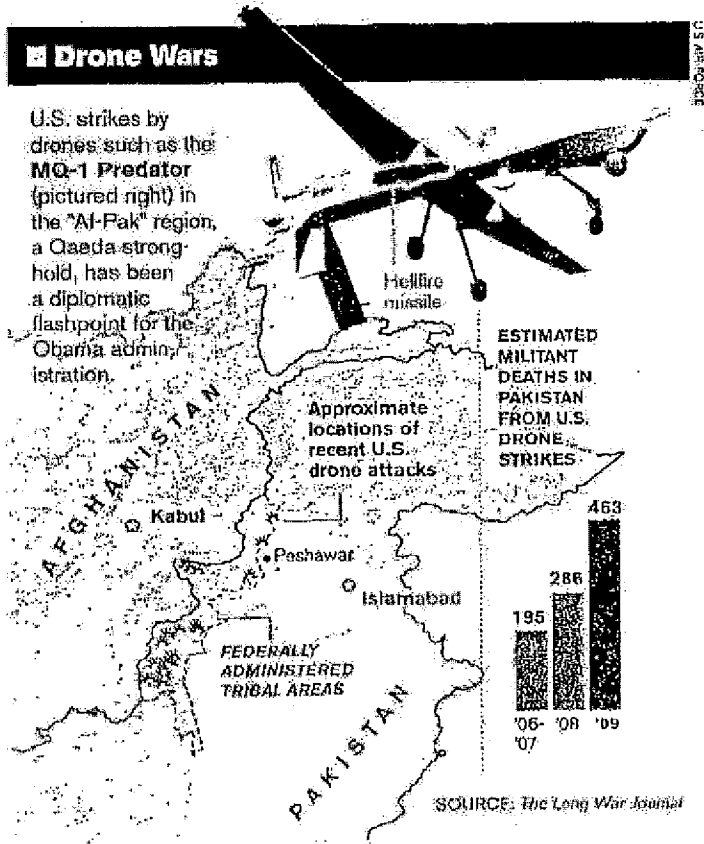 Drone Wars
U.S. AIR FORCE
U.S. strikes by
drones such as the
MQ-1 Predator
(pictured right) in
the "Af-Pak" region,
a Qaeda strong-
hold, has been
a diplomatic
flashpoint for the
Obama admin-
istration.
Hellfire
missile
ESTIMATED
MILITANT
DEATHS IN
PAKISTAN
FROM U.S.
DRONE
STRIKES
Approximate
locations of
recent U.S.
drone attacks
AFGHANISTAN
Kabul
Peshawar
Islamabad
FEDERALLY
ADMINISTERED
TRIBAL AREAS
PAKISTAN
463
286
195
'06-
'07
'08
'09
SOURCE: The Long War Journal